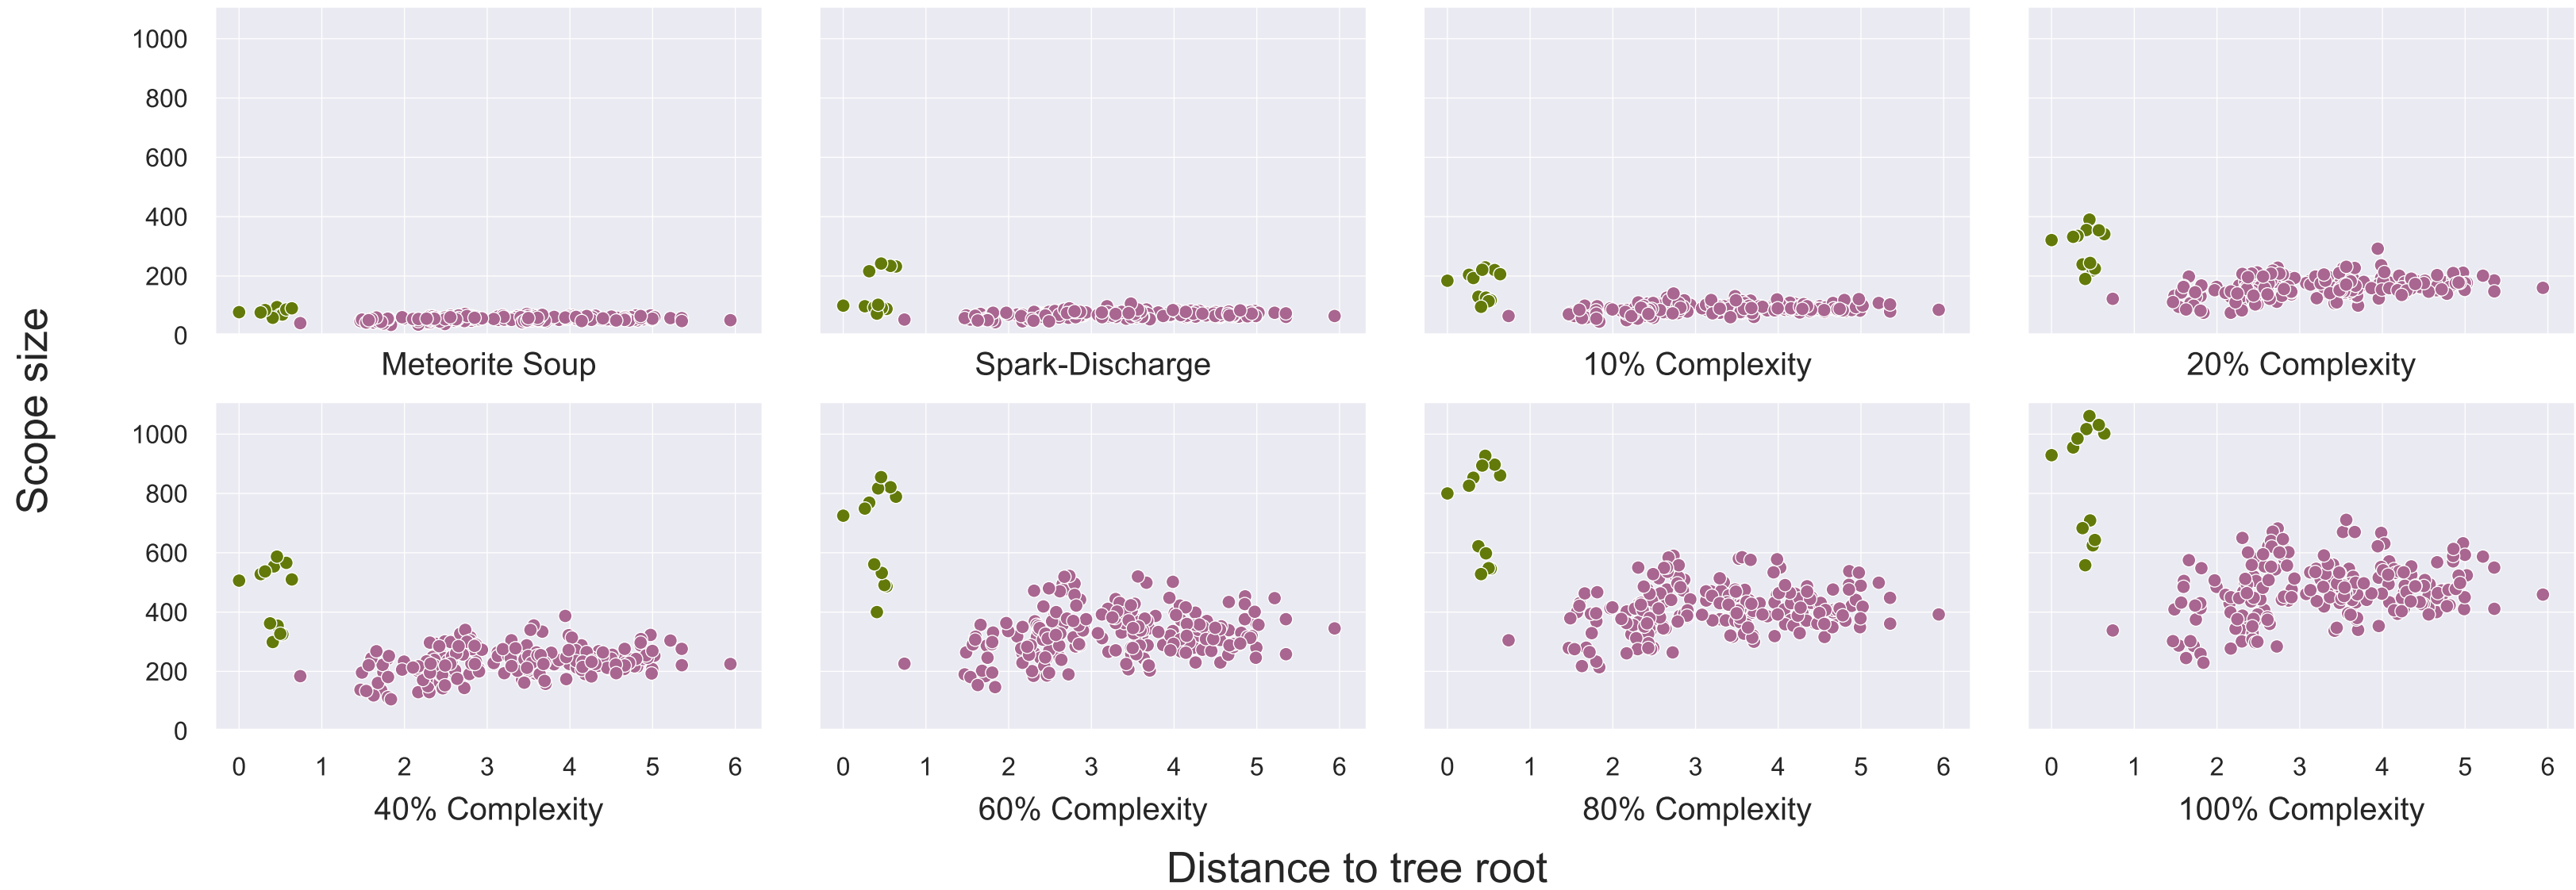 1000
800
600
400
200
0
Meteorite Soup
Spark-Discharge
10% Complexity
20% Complexity
Scope size
1000
800
600
400
200
0
0 1 2 3 4 5 6
0 1 2 3 4 5 6
0 1 2 3 4 5 6
0 1 2 3 4 5 6
40% Complexity
60% Complexity
80% Complexity
100% Complexity
Distance to tree root